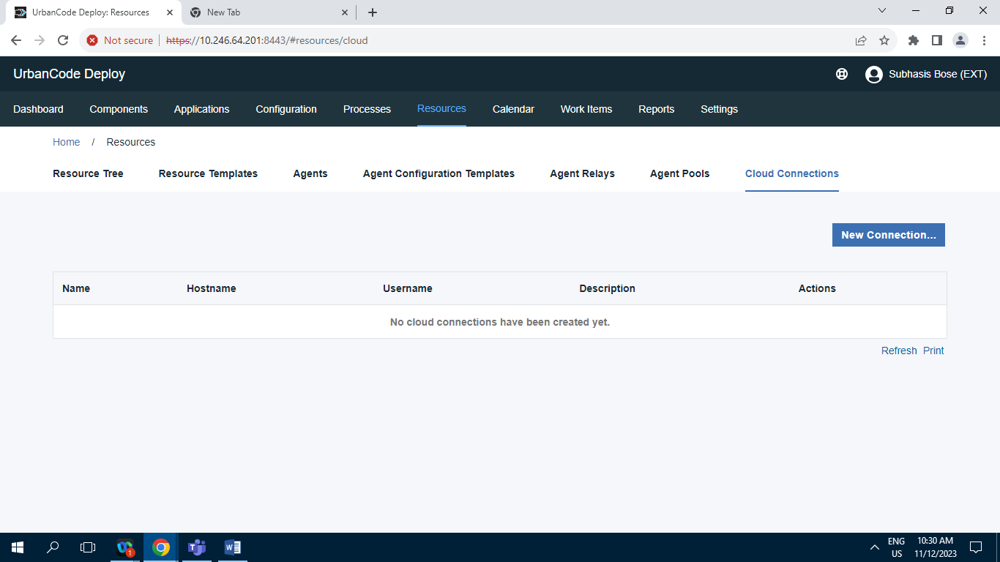 UrbanCode Deploy: Resources
New Tab
Not secure https://10.246.64.201:8443/#resources/cloud
UrbanCode Deploy
Subhasis Bose (EXT)
Dashboard Components Applications Configuration Processes Resources Calendar Work Items Reports Settings
Home / Resources
Resource Tree Resource Templates Agents Agent Configuration Templates Agent Relays Agent Pools Cloud Connections
New Connection...
Name Hostname Username Description Actions
No cloud connections have been created yet.
Refresh Print
1
W
ENG 10:30 AM
US 11/12/2023